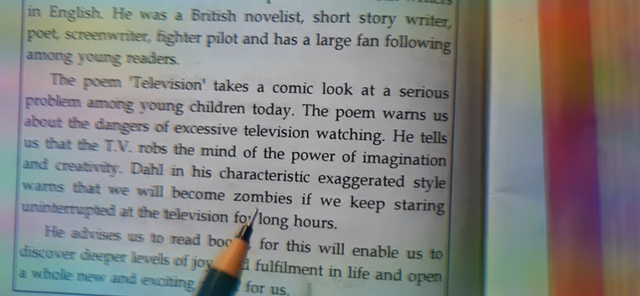 in English. He was a British novelist, short story writer,
poet, screenwriter, fighter pilot and has a large fan following
among young readers.
The poem 'Television' takes a comic look at a serious
problem among young children today. The poem warns us
about the dangers of excessive television watching. He tells
us that the T.V. robs the mind of the power of imagination
and creativity. Dahl in his characteristic exaggerated style
warns that we will become zombies if we keep staring
uninterrupted at the television for long hours.
He advises us to read for this will enable us to
discover deeper levels of fulfilment in life and open
a whole new and exciting for us.